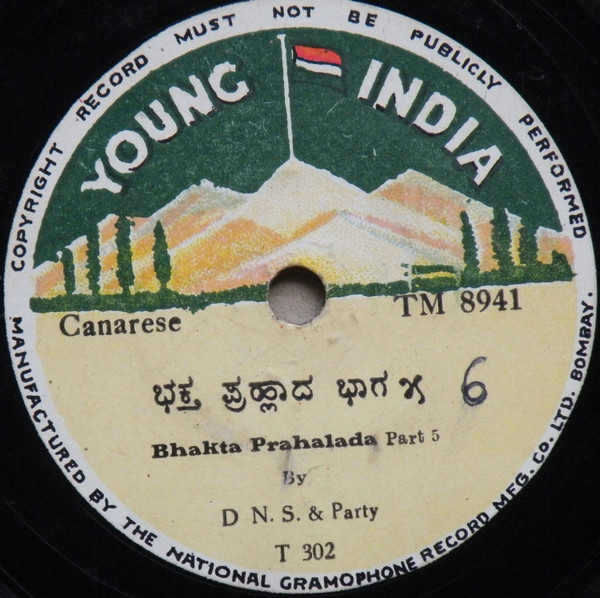 COPYRIGHT RECORD MUST NOT BE PUBLICLY PERFORMED
YOUNG INDIA
Canarese TM 8941
ಭಕ್ತ ಪ್ರಹ್ಲಾದ ಭಾಗ ೫ 6
Bhakta Prahalada Part 5
By
D N. S. & Party
T 302
MANUFACTURED BY THE NATIONAL GRAMOPHONE RECORD MFG. CO. LTD. BOMBAY.